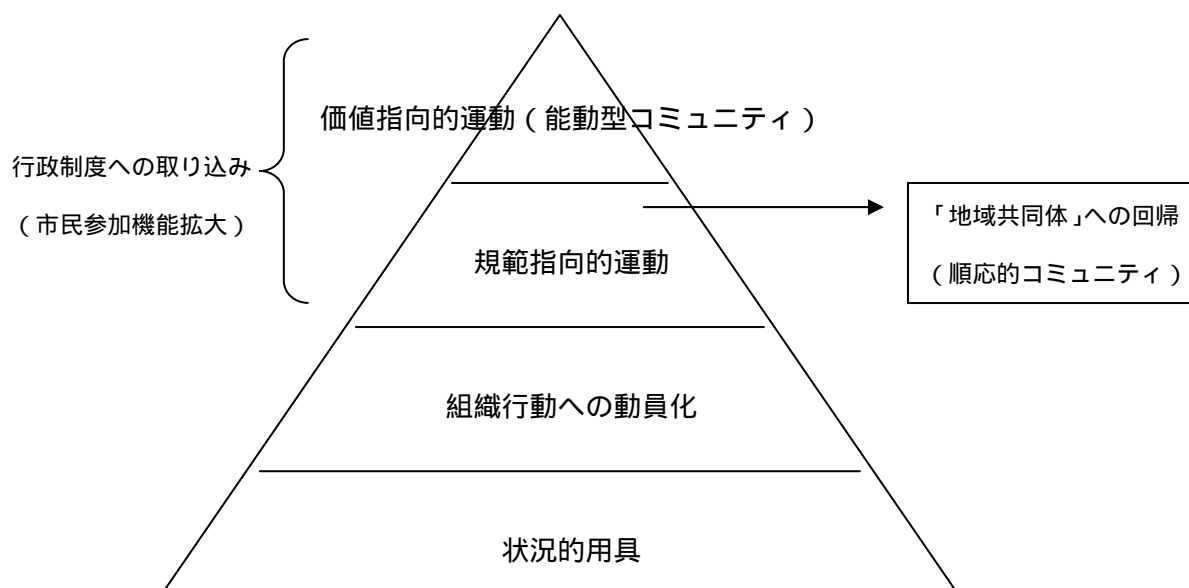 価値指向的運動(能動型コミュニティ)
行政制度への取り込み
(市民参加機能拡大)
「地域共同体」への回帰
(順応的コミュニティ)
規範指向的運動
組織行動への動員化
状況的用具